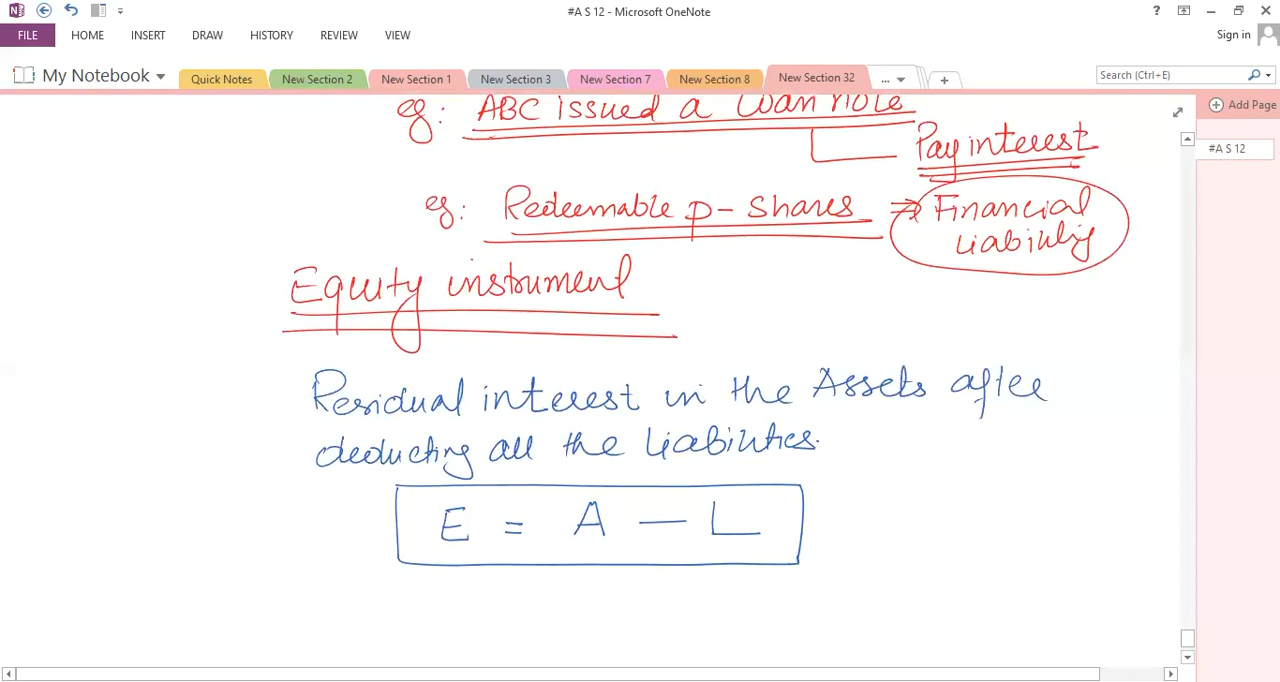 #A S 12 - Microsoft OneNote
?
FILE HOME INSERT DRAW HISTORY REVIEW VIEW
Sign in
My Notebook
Quick Notes New Section 2 New Section 1 New Section 3 New Section 7 New Section 8 New Section 32 ...
Search (Ctrl+E)
Add Page
#A S 12
eg: ABC issued a Loan note
Pay interest
eg: Redeemable p- shares ⇒ Financial
liability
Equity instrument
Residual interest in the Assets after
deducting all the liabilities.
E = A — L